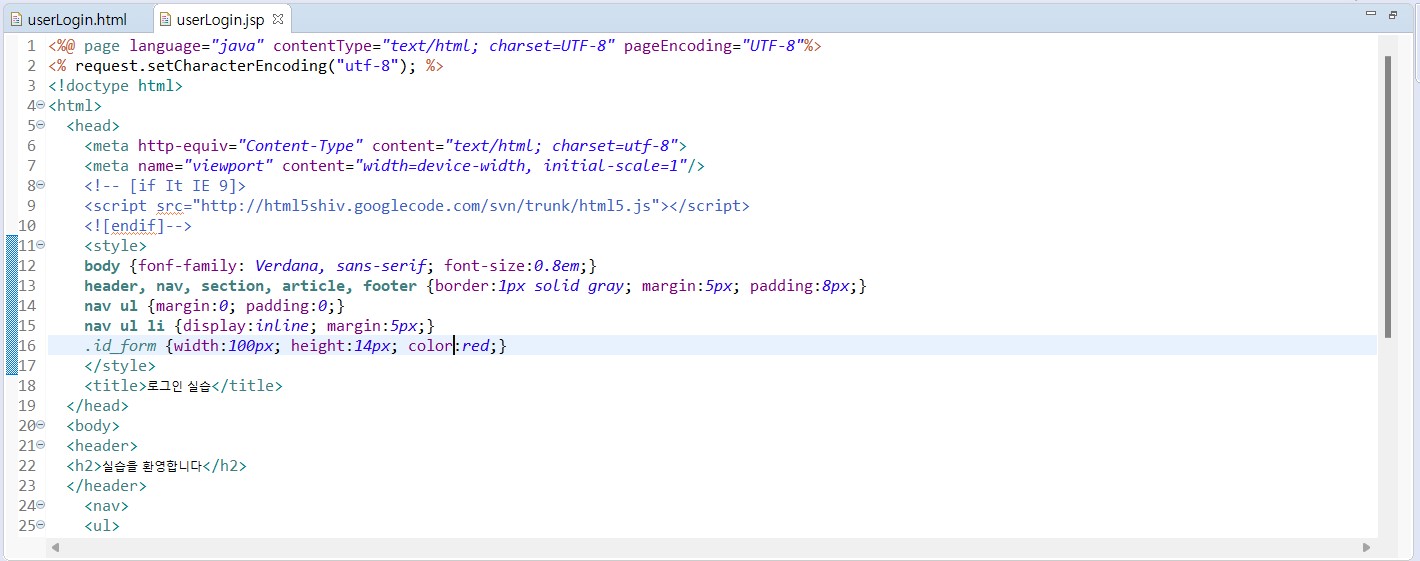 userLogin.html userLogin.jsp
1 <%@ page language="java" contentType="text/html; charset=UTF-8" pageEncoding="UTF-8"%>
2 <% request.setCharacterEncoding("utf-8"); %>
3 <!doctype html>
4 <html>
5 <head>
6 <meta http-equiv="Content-Type" content="text/html; charset=utf-8">
7 <meta name="viewport" content="width=device-width, initial-scale=1"/>
8 <!-- [if It IE 9]>
9 <script src="http://html5shiv.googlecode.com/svn/trunk/html5.js"></script>
10 <![endif]-->
11 <style>
12 body {fonf-family: Verdana, sans-serif; font-size:0.8em;}
13 header, nav, section, article, footer {border:1px solid gray; margin:5px; padding:8px;}
14 nav ul {margin:0; padding:0;}
15 nav ul li {display:inline; margin:5px;}
16 .id_form {width:100px; height:14px; color:red;}
17 </style>
18 <title>로그인 실습</title>
19 </head>
20 <body>
21 <header>
22 <h2>실습을 환영합니다</h2>
23 </header>
24 <nav>
25 <ul>